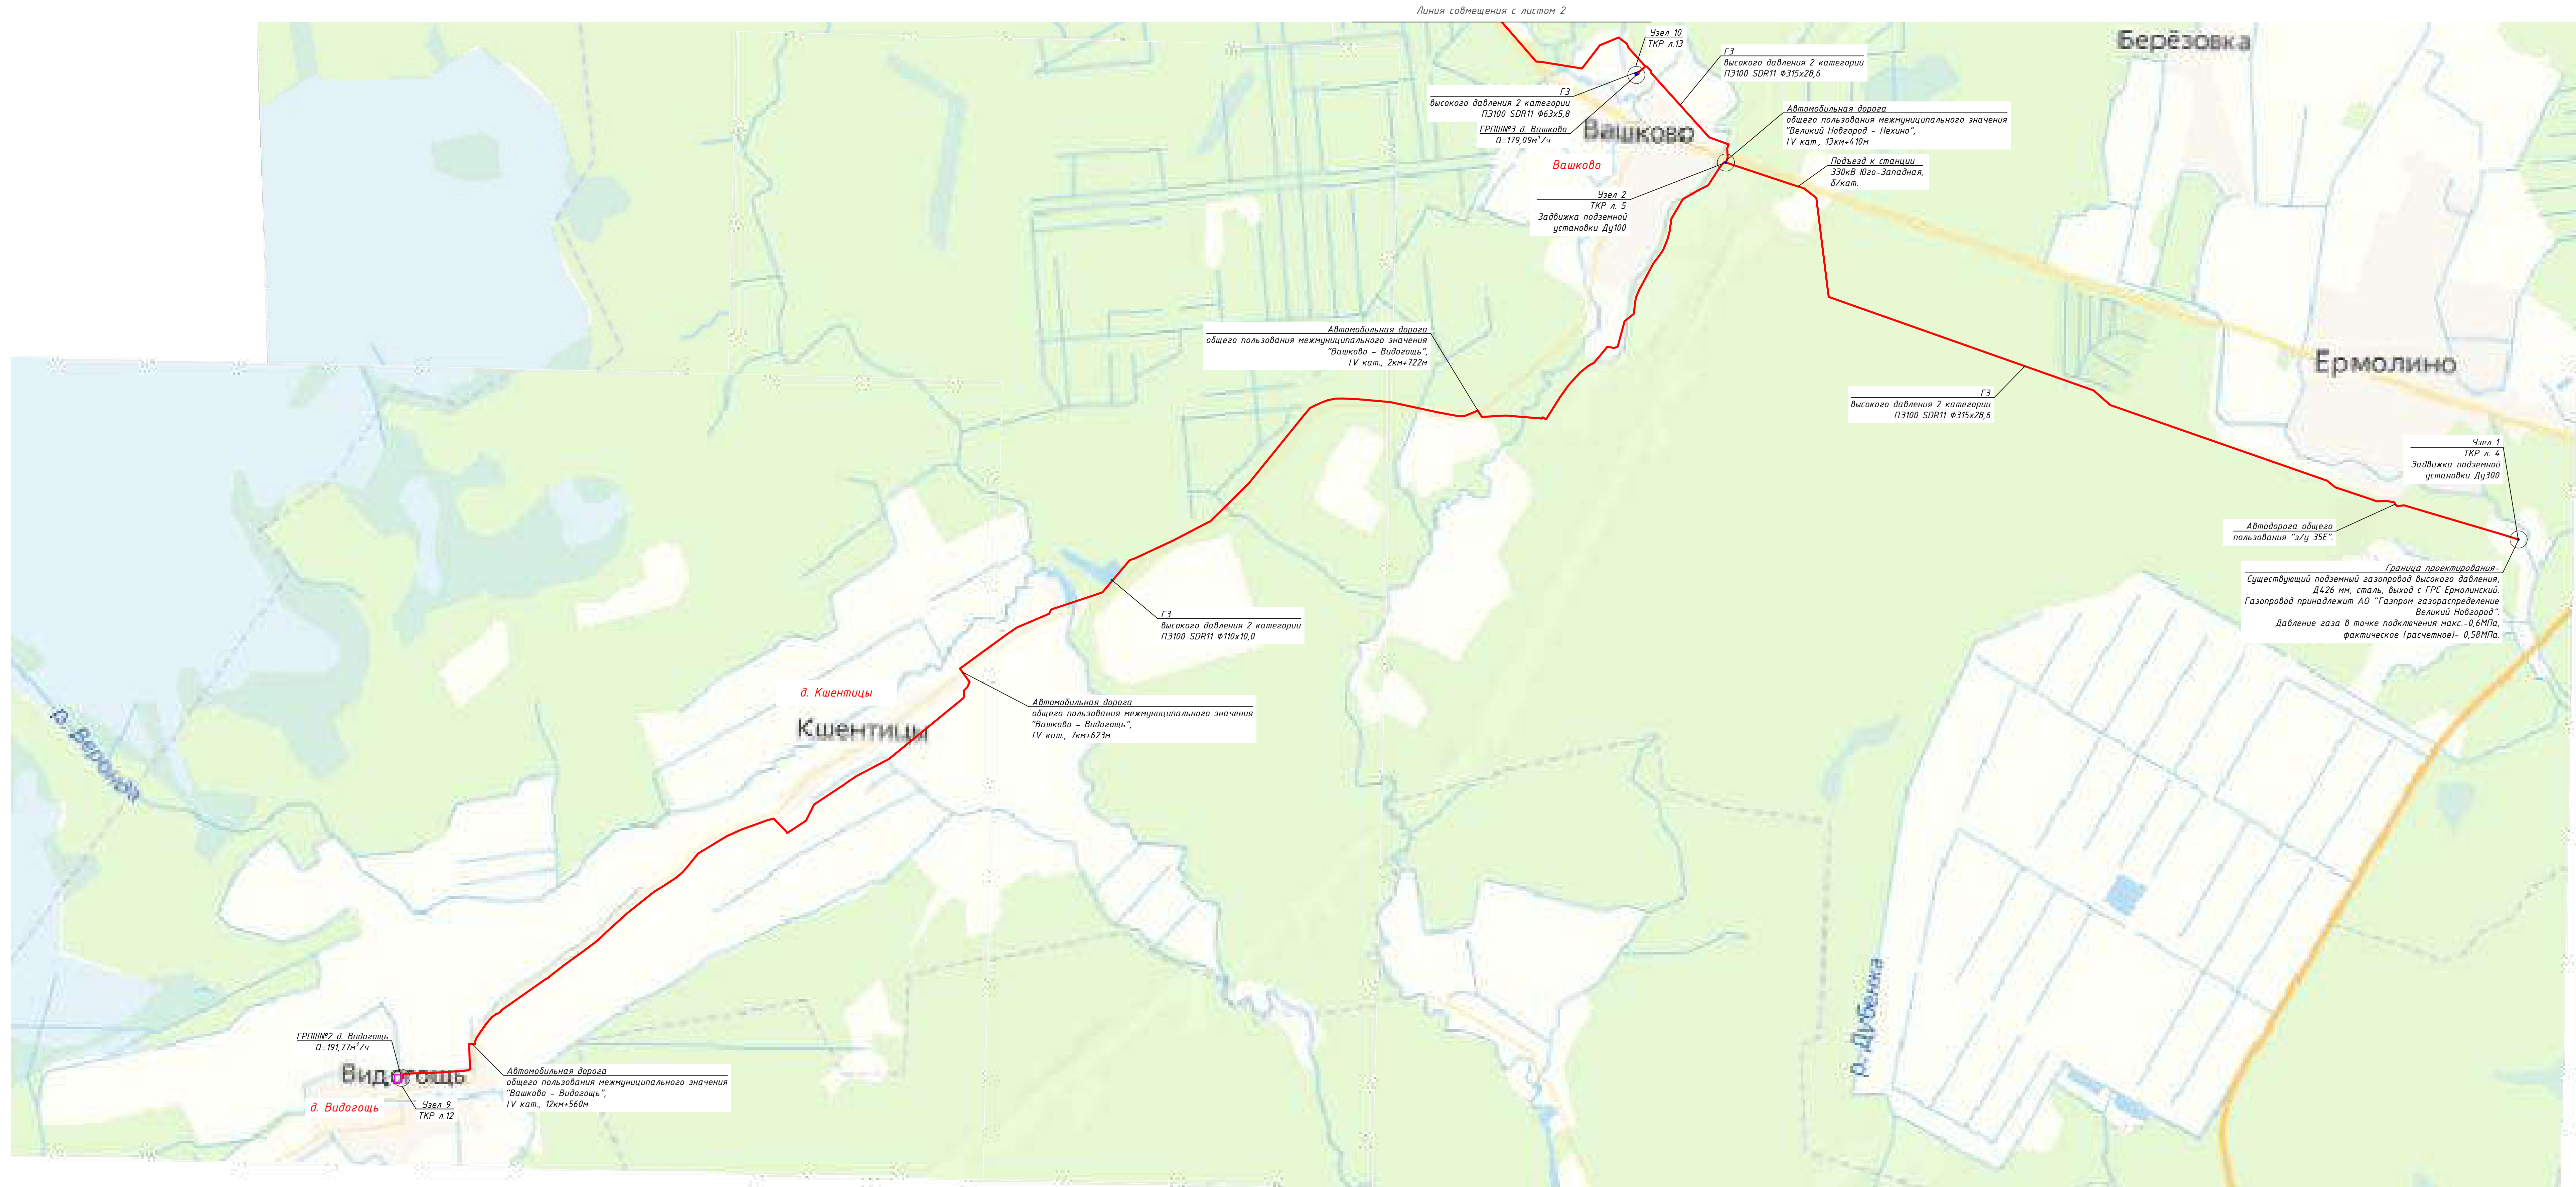 Линия совмещения с листом 2
Узел 10
ТКР л.13
Г3
высокого давления 2 категории
ПЭ100 SDR11 Ф315х28,6
Берёзовка
Г3
высокого давления 2 категории
ПЭ100 SDR11 Ф63х5,8
ГРПШ№3 д. Вашково
Q=179,09м³/ч
Вашково
Вашково
Автомобильная дорога
общего пользования межмуниципального значения
"Великий Новгород - Нехино",
IV кат., 13км+410м
Подъезд к станции
330кВ Юго-Западная,
б/кат.
Узел 2
ТКР л. 5
Задвижка подземной
установки Ду100
Автомобильная дорога
общего пользования межмуниципального значения
"Вашково - Видогощь",
IV кат., 2км+722м
Ермолино
Г3
высокого давления 2 категории
ПЭ100 SDR11 Ф315х28,6
Узел 1
ТКР л. 4
Задвижка подземной
установки Ду300
Автодорога общего
пользования "з/у 35Е".
Граница проектирования-
Существующий подземный газопровод высокого давления,
Д426 мм, сталь, выход с ГРС Ермолинский.
Газопровод принадлежит АО "Газпром газораспределение
Великий Новгород".
Давление газа в точке подключения макс.-0,6МПа,
фактическое (расчетное)- 0,58МПа.
Г3
высокого давления 2 категории
ПЭ100 SDR11 Ф110х10,0
д. Кшентицы
Кшентицы
Автомобильная дорога
общего пользования межмуниципального значения
"Вашково - Видогощь",
IV кат., 7км+623м
р. Веронда
р. Дубенка
ГРПШ№2 д. Видогощь
Q=191,77м³/ч
Видогощь
д. Видогощь
Узел 9
ТКР л.12
Автомобильная дорога
общего пользования межмуниципального значения
"Вашково - Видогощь",
IV кат., 12км+560м